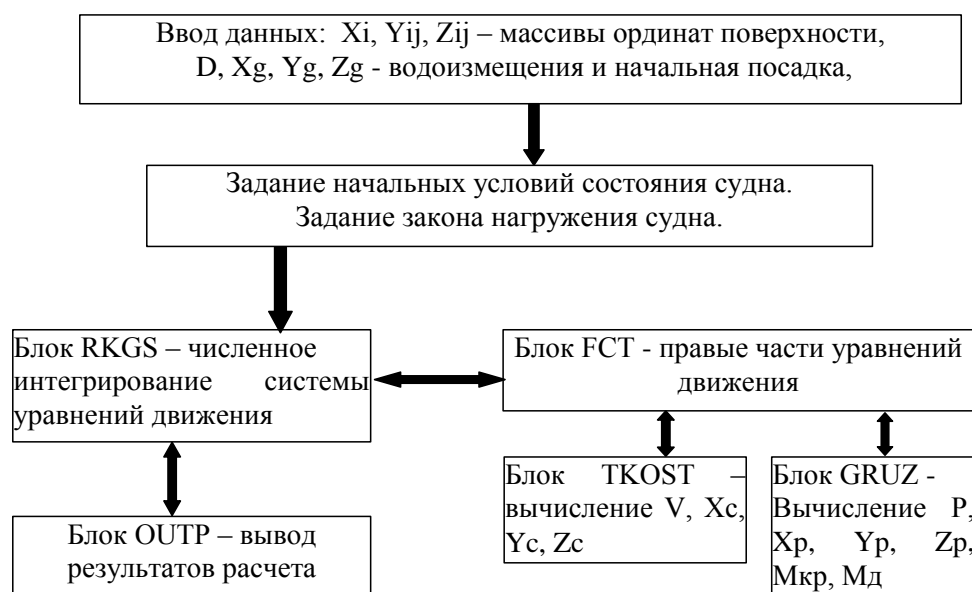 Ввод данных: Xi, Yij, Zij – массивы ординат поверхности,
D, Xg, Yg, Zg - водоизмещения и начальная посадка,
Задание начальных условий состояния судна.
Задание закона нагружения судна.
Блок RKGS – численное
интегрирование системы
уравнений движения
Блок FCT - правые части уравнений
движения
Блок TKOST –
вычисление V, Xc,
Yc, Zc
Блок GRUZ -
Вычисление P,
Xp, Yp, Zp,
Мкр, Мд
Блок OUTP – вывод
результатов расчета